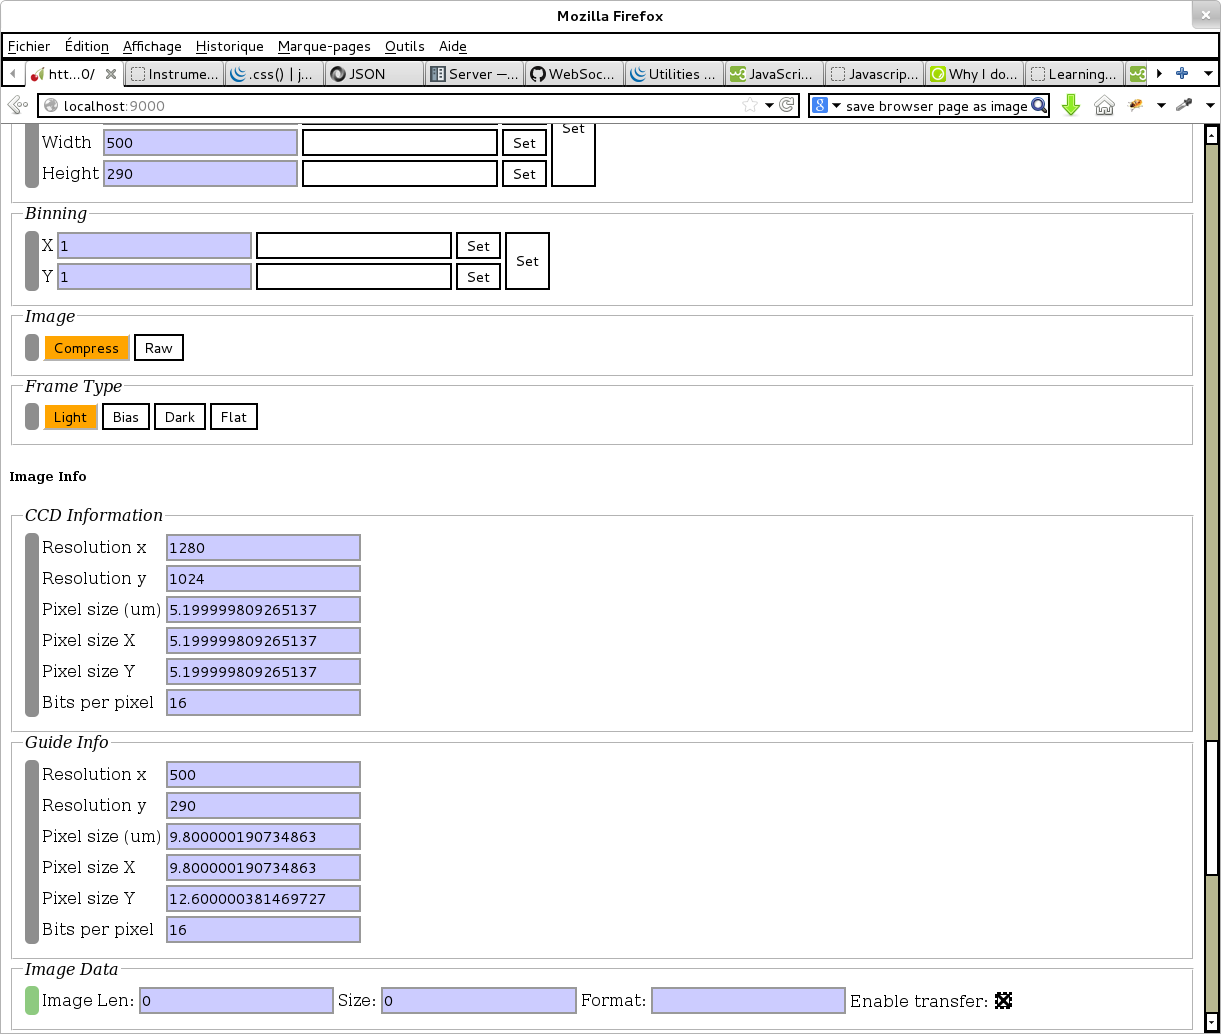 Mozilla Firefox
Fichier Édition Affichage Historique Marque-pages Outils Aide
htt...0/ Instrume... .css() | j... JSON Server —... WebSoc... Utilities ... JavaScri... Javascrip... Why I do... Learning...
localhost:9000 save browser page as image
Set
Width 500 Set
Height 290 Set
Binning
X 1 Set
Set
Y 1 Set
Image
Compress Raw
Frame Type
Light Bias Dark Flat
Image Info
CCD Information
Resolution x 1280
Resolution y 1024
Pixel size (um) 5.199999809265137
Pixel size X 5.199999809265137
Pixel size Y 5.199999809265137
Bits per pixel 16
Guide Info
Resolution x 500
Resolution y 290
Pixel size (um) 9.800000190734863
Pixel size X 9.800000190734863
Pixel size Y 12.600000381469727
Bits per pixel 16
Image Data
Image Len: 0 Size: 0 Format: Enable transfer: